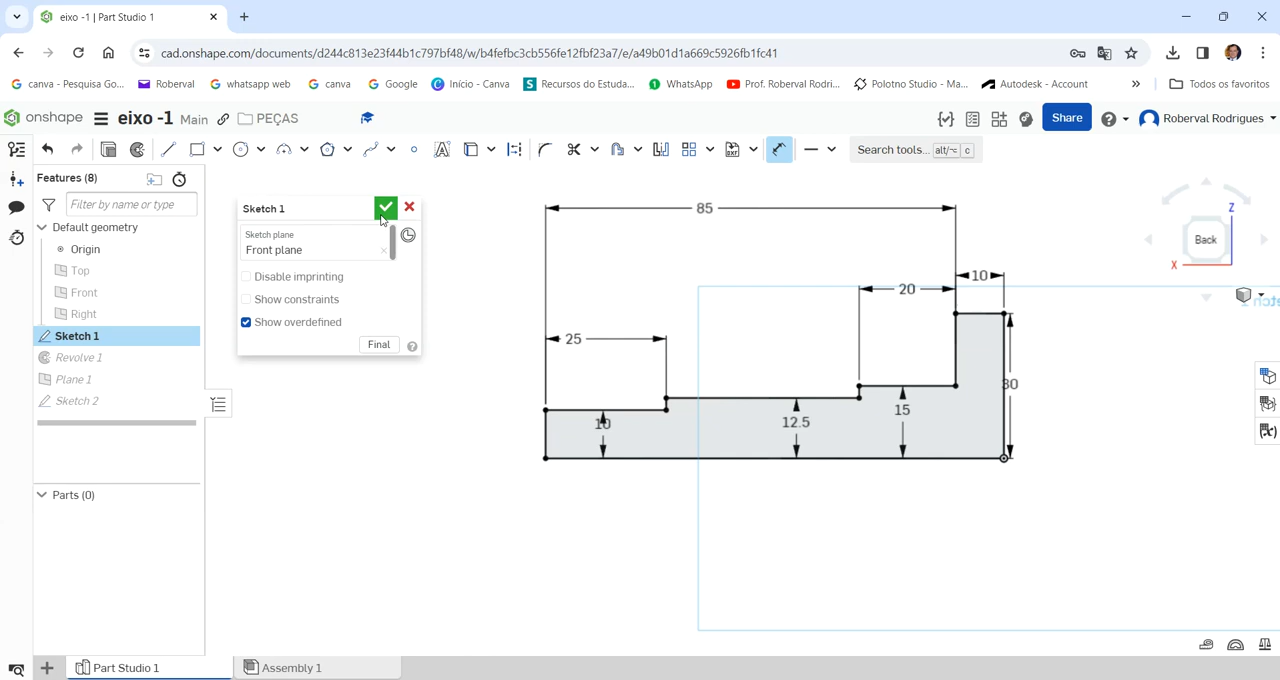 eixo -1 | Part Studio 1
cad.onshape.com/documents/d244c813e23f44b1c797bf48/w/b4fefbc3cb556fe12fbf23a7/e/a49b01d1a669c5926fb1fc41
canva - Pesquisa Go...
Roberval
whatsapp web
canva
Google
Início - Canva
Recursos do Estuda...
WhatsApp
Prof. Roberval Rodri...
Polotno Studio - Ma...
Autodesk - Account
»
Todos os favoritos
onshape
eixo -1
Main
PEÇAS
Share
Roberval Rodrigues
Search tools...
alt/⌥
c
Features (8)
Filter by name or type
Default geometry
Origin
Top
Front
Right
Sketch 1
Revolve 1
Plane 1
Sketch 2
Parts (0)
Sketch 1
Sketch plane
Front plane
Disable imprinting
Show constraints
Show overdefined
Final
85
10
20
25
30
10
12.5
15
Z
Back
X
Part Studio 1
Assembly 1